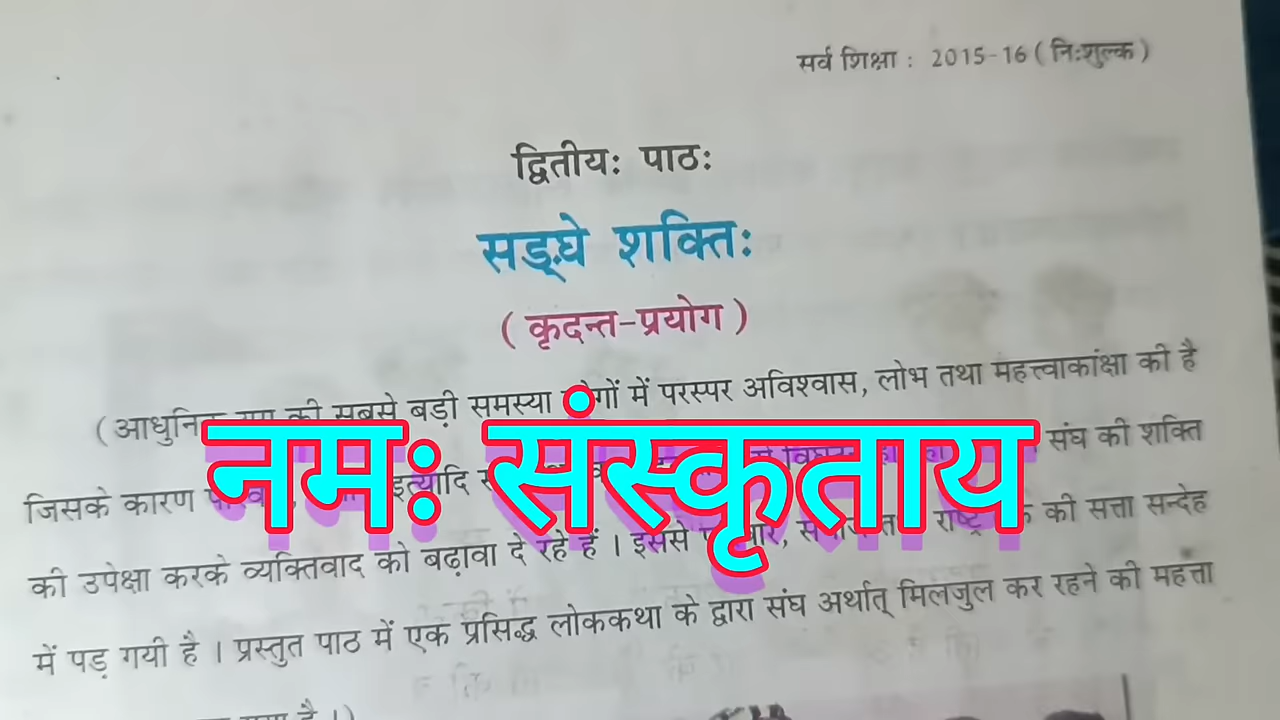 सर्व शिक्षा : 2015-16 ( निःशुल्क )
द्वितीयः पाठः
सङ्घे शक्तिः
( कृदन्त-प्रयोग )
( आधुनिक की सबसे बड़ी समस्या में परस्पर अविश्वास, लोभ तथा महत्त्वाकांक्षा की है
नमः संस्कृताय
जिसके कारण इत्यादि संघ की शक्ति
की उपेक्षा करके व्यक्तिवाद को बढ़ावा दे रहे हैं । इससे राष्ट्र की सत्ता सन्देह
में पड़ गयी है । प्रस्तुत पाठ में एक प्रसिद्ध लोककथा के द्वारा संघ अर्थात् मिलजुल कर रहने की महत्ता
है ।)